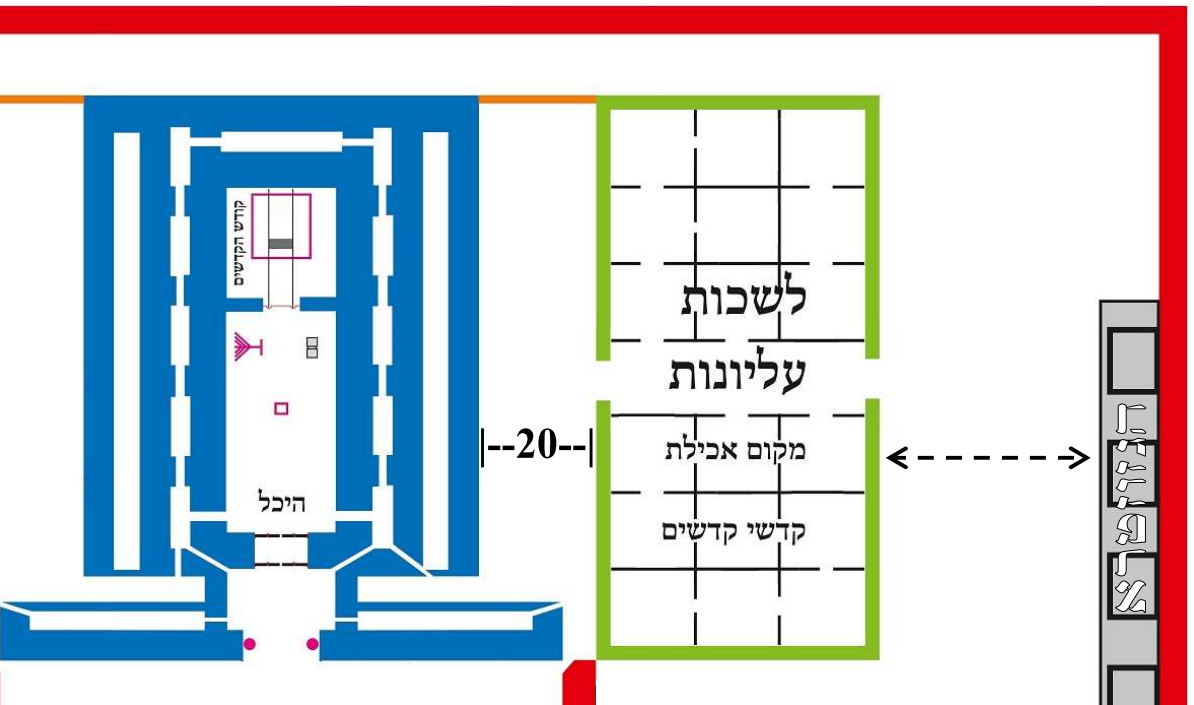 קודש הקדשים
היכל
|--20--|
לשכות
עליונות
מקום אכילת
קדשי קדשים